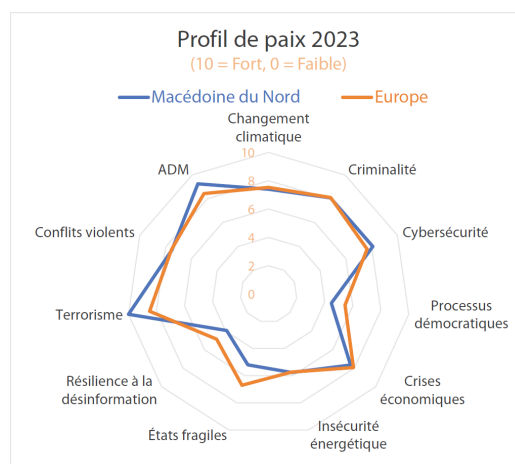 Profil de paix 2023
(10 = Fort, 0 = Faible)
Macédoine du Nord
Europe
Changement
climatique
Criminalité
Cybersécurité
Processus
démocratiques
Crises
économiques
Insécurité
énergétique
États fragiles
Résilience à la
désinformation
Terrorisme
Conflits violents
ADM
10
8
6
4
2
0